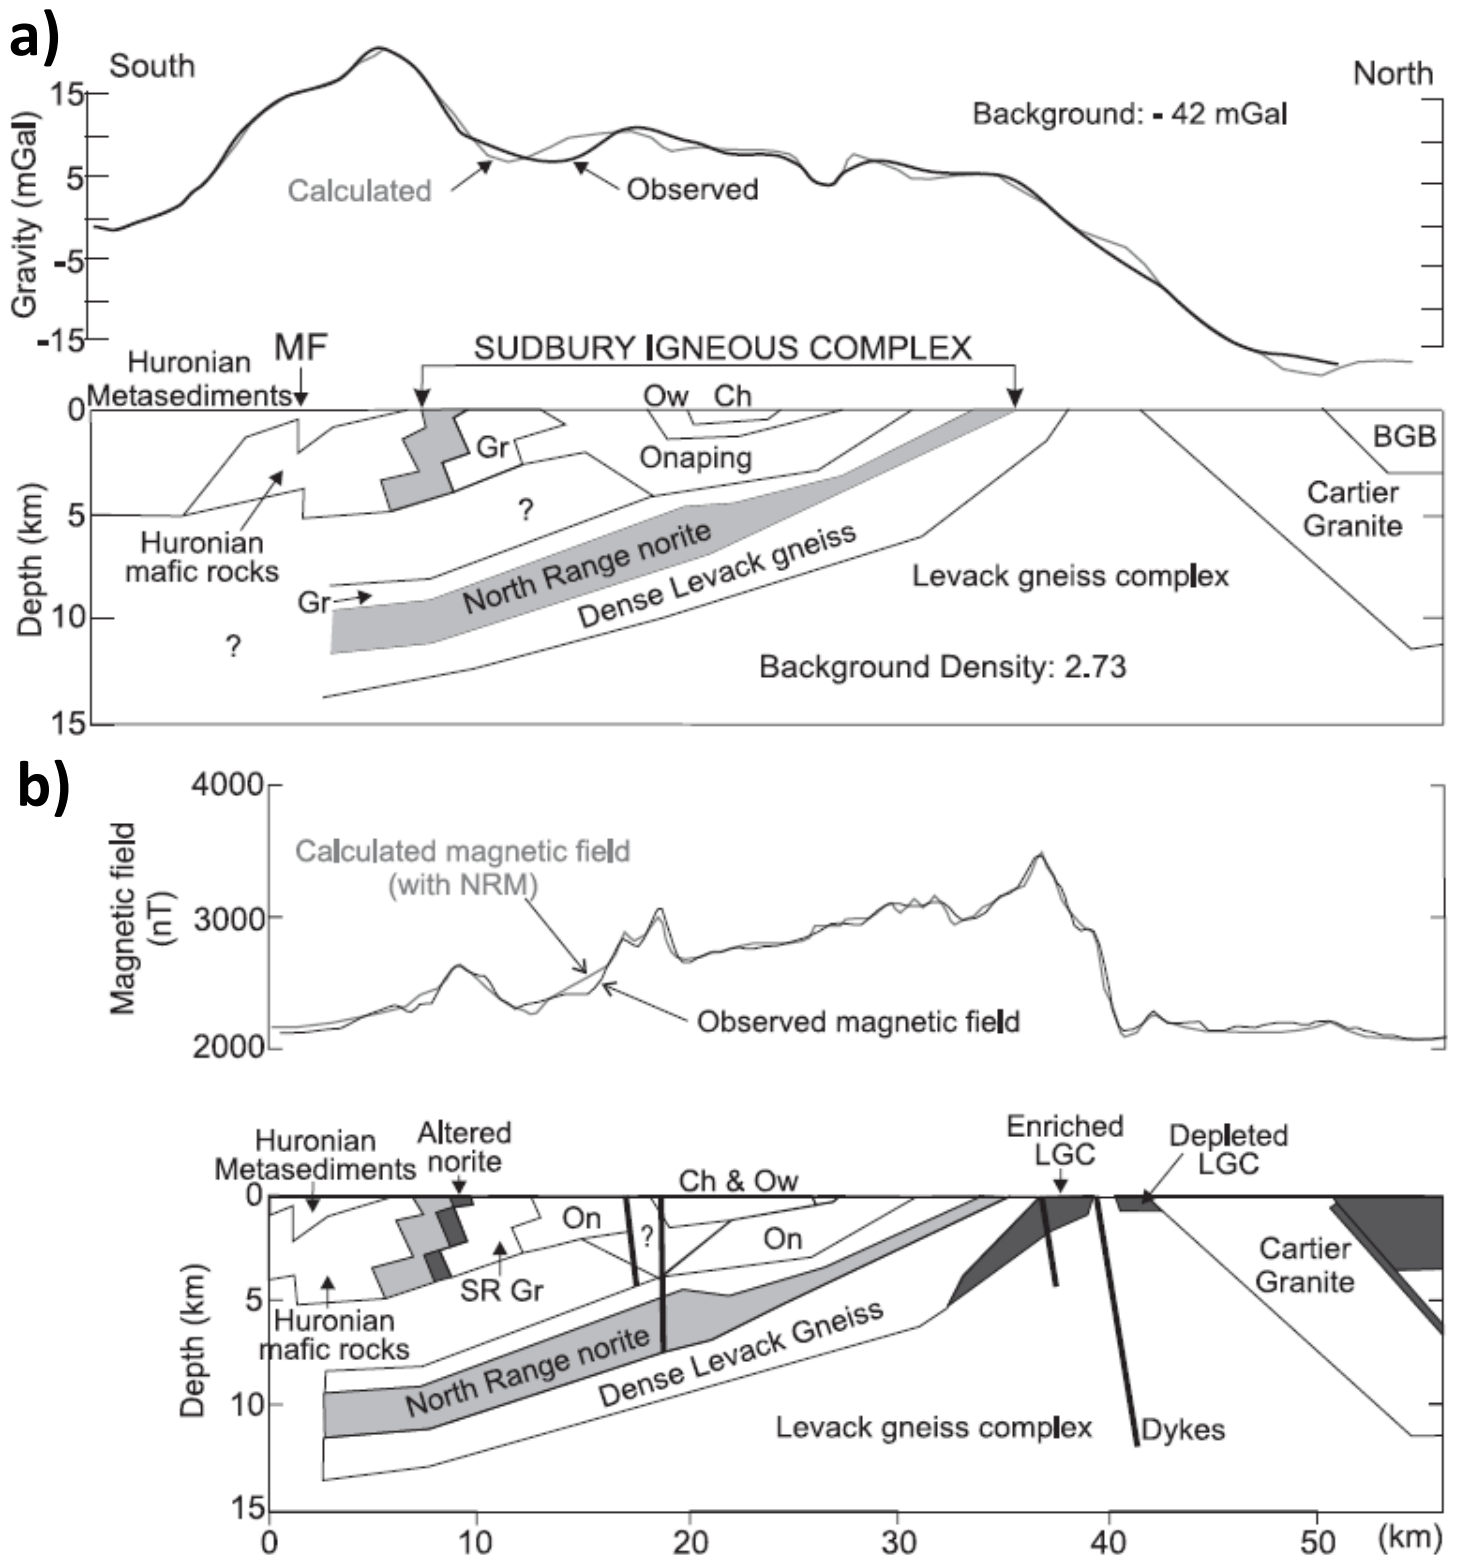 a)
South
North
15
5
-5
-15
Gravity (mGal)
Background: - 42 mGal
Calculated
Observed
Huronian
Metasediments
MF
SUDBURY IGNEOUS COMPLEX
Ow Ch
0
5
10
15
Depth (km)
Gr
Onaping
BGB
Cartier
Granite
?
Huronian
mafic rocks
North Range norite
Dense Levack gneiss
Levack gneiss complex
Gr
?
Background Density: 2.73
b)
4000
3000
2000
Magnetic field
(nT)
Calculated magnetic field
(with NRM)
Observed magnetic field
Huronian
Metasediments
Altered
norite
Ch & Ow
Enriched
LGC
Depleted
LGC
0
5
10
15
Depth (km)
On
?
On
SR Gr
Cartier
Granite
Huronian
mafic rocks
North Range norite
Dense Levack Gneiss
Levack gneiss complex
Dykes
0 10 20 30 40 50 (km)